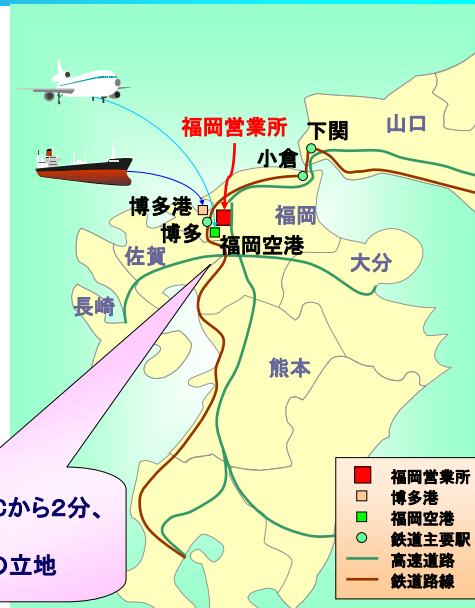 山口
下関
福岡営業所
小倉
博多港
福岡
博多
福岡空港
佐賀
大分
長崎
熊本
Cから2分、
の立地
福岡営業所
博多港
福岡空港
鉄道主要駅
高速道路
鉄道路線